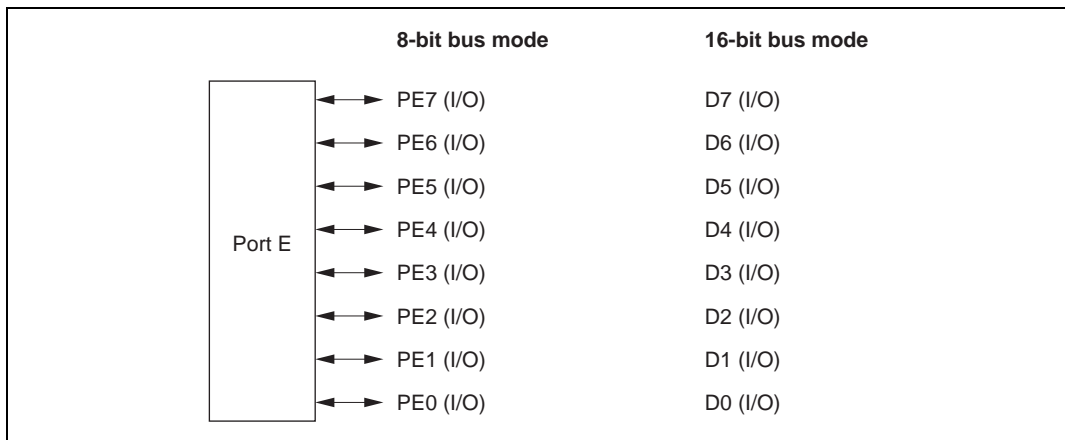 8-bit bus mode 16-bit bus mode
PE7 (I/O) D7 (I/O)
PE6 (I/O) D6 (I/O)
PE5 (I/O) D5 (I/O)
PE4 (I/O) D4 (I/O)
Port E
PE3 (I/O) D3 (I/O)
PE2 (I/O) D2 (I/O)
PE1 (I/O) D1 (I/O)
PE0 (I/O) D0 (I/O)